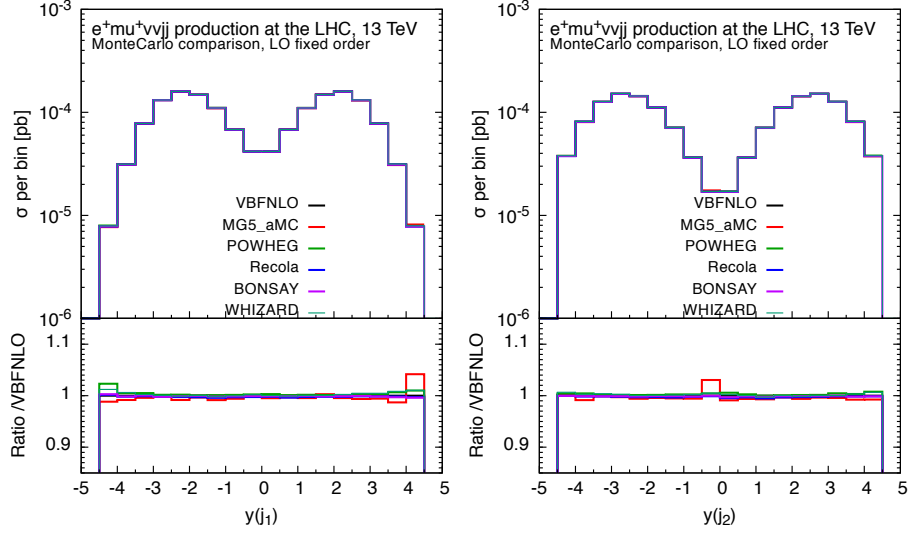 e⁺mu⁺vvjj production at the LHC, 13 TeV
MonteCarlo comparison, LO fixed order
σ per bin [pb]
10⁻³
10⁻⁴
10⁻⁵
10⁻⁶
VBFNLO
MG5_aMC
POWHEG
Recola
BONSAY
WHIZARD
Ratio /VBFNLO
1.1
1
0.9
-5 -4 -3 -2 -1 0 1 2 3 4 5
y(j₁)
e⁺mu⁺vvjj production at the LHC, 13 TeV
MonteCarlo comparison, LO fixed order
σ per bin [pb]
10⁻³
10⁻⁴
10⁻⁵
10⁻⁶
VBFNLO
MG5_aMC
POWHEG
Recola
BONSAY
WHIZARD
Ratio /VBFNLO
1.1
1
0.9
-5 -4 -3 -2 -1 0 1 2 3 4 5
y(j₂)